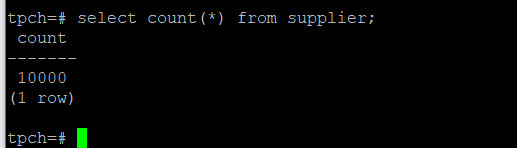 tpch=# select count(*) from supplier;
 count
-------
 10000
(1 row)
tpch=#